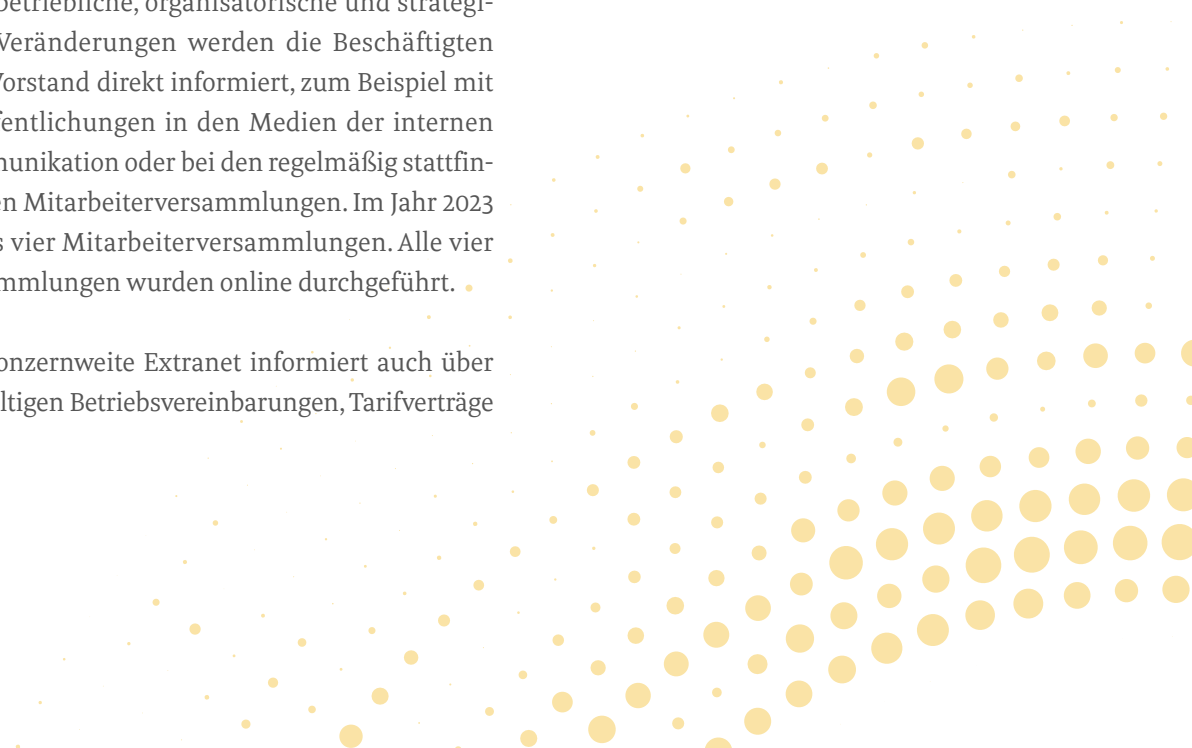 betriebliche, organisatorische und strategi-
Veränderungen werden die Beschäftigten
Vorstand direkt informiert, zum Beispiel mit
fentlichungen in den Medien der internen
munikation oder bei den regelmäßig stattfin-
en Mitarbeiterversammlungen. Im Jahr 2023
s vier Mitarbeiterversammlungen. Alle vier
mmlungen wurden online durchgeführt.
onzernweite Extranet informiert auch über
ltigen Betriebsvereinbarungen, Tarifverträge